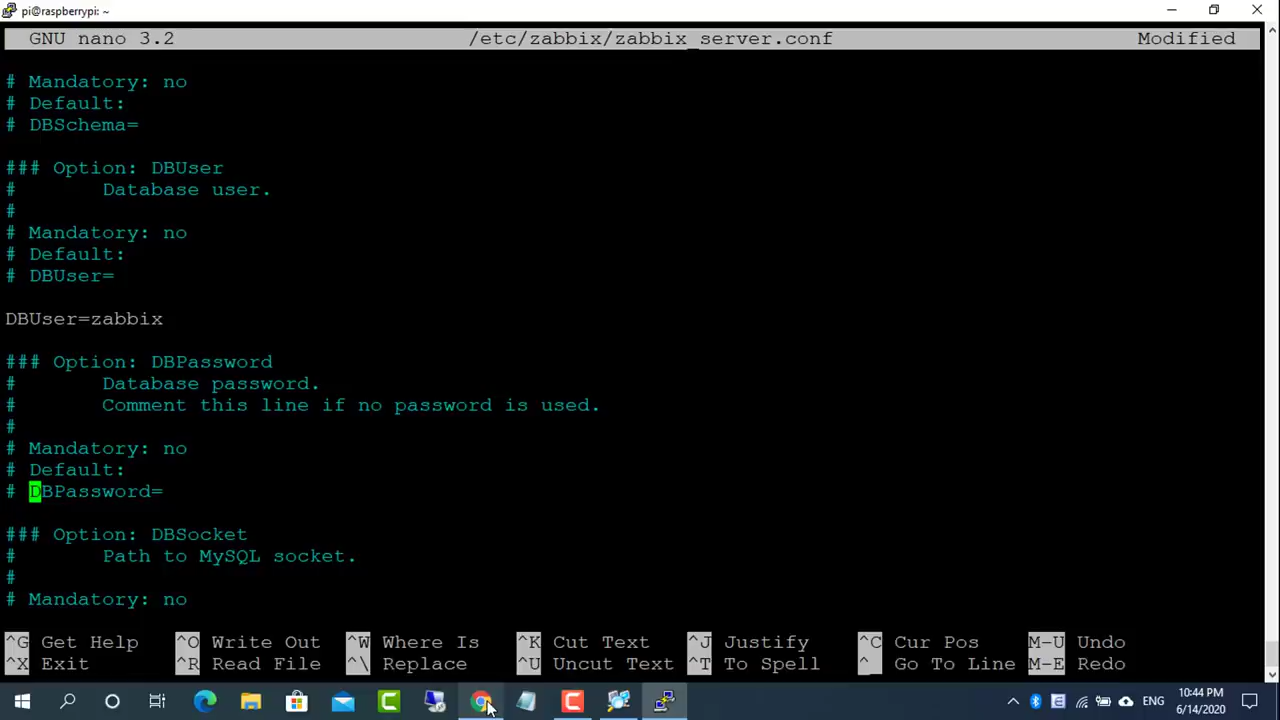 pi@raspberrypi: ~
GNU nano 3.2 /etc/zabbix/zabbix_server.conf Modified
# Mandatory: no
# Default:
# DBSchema=
### Option: DBUser
# Database user.
#
# Mandatory: no
# Default:
# DBUser=
DBUser=zabbix
### Option: DBPassword
# Database password.
# Comment this line if no password is used.
#
# Mandatory: no
# Default:
# DBPassword=
### Option: DBSocket
# Path to MySQL socket.
#
# Mandatory: no
^G Get Help ^O Write Out ^W Where Is ^K Cut Text ^J Justify ^C Cur Pos M-U Undo
^X Exit ^R Read File ^\ Replace ^U Uncut Text ^T To Spell ^_ Go To Line M-E Redo
ENG
10:44 PM
6/14/2020